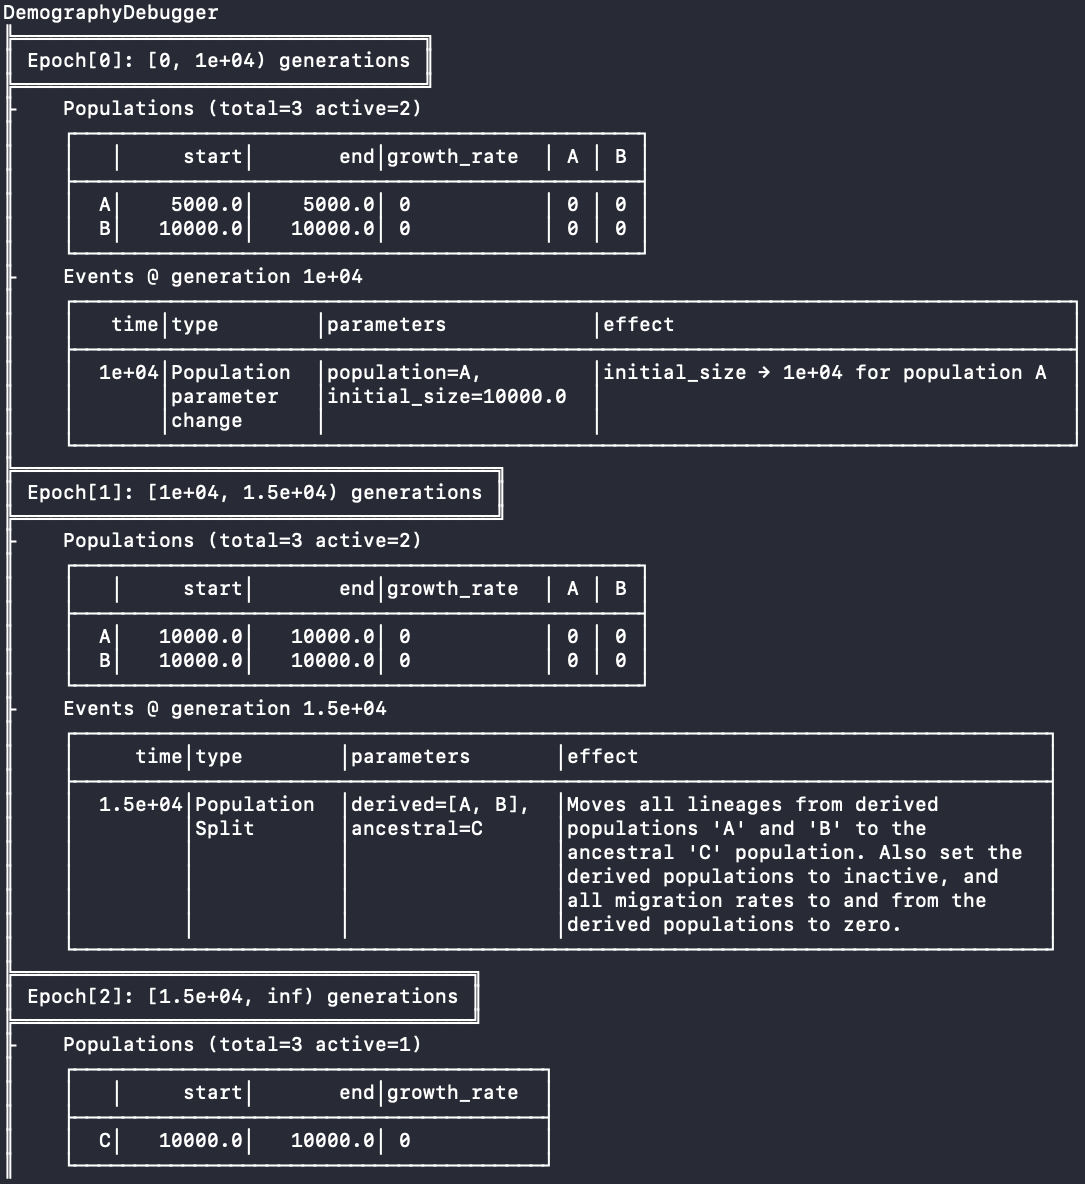 DemographyDebugger
Epoch[0]: [0, 1e+04) generations
Populations (total=3 active=2)
│ start│ end│growth_rate │ A │ B
A│ 5000.0│ 5000.0│ 0 │ 0 │ 0
B│ 10000.0│ 10000.0│ 0 │ 0 │ 0
Events @ generation 1e+04
time│type │parameters │effect
1e+04│Population │population=A, │initial_size → 1e+04 for population A
│parameter │initial_size=10000.0 │
│change │ │
Epoch[1]: [1e+04, 1.5e+04) generations
Populations (total=3 active=2)
│ start│ end│growth_rate │ A │ B
A│ 10000.0│ 10000.0│ 0 │ 0 │ 0
B│ 10000.0│ 10000.0│ 0 │ 0 │ 0
Events @ generation 1.5e+04
time│type │parameters │effect
1.5e+04│Population │derived=[A, B], │Moves all lineages from derived
│Split │ancestral=C │populations 'A' and 'B' to the
│ │ │ancestral 'C' population. Also set the
│ │ │derived populations to inactive, and
│ │ │all migration rates to and from the
│ │ │derived populations to zero.
Epoch[2]: [1.5e+04, inf) generations
Populations (total=3 active=1)
│ start│ end│growth_rate
C│ 10000.0│ 10000.0│ 0